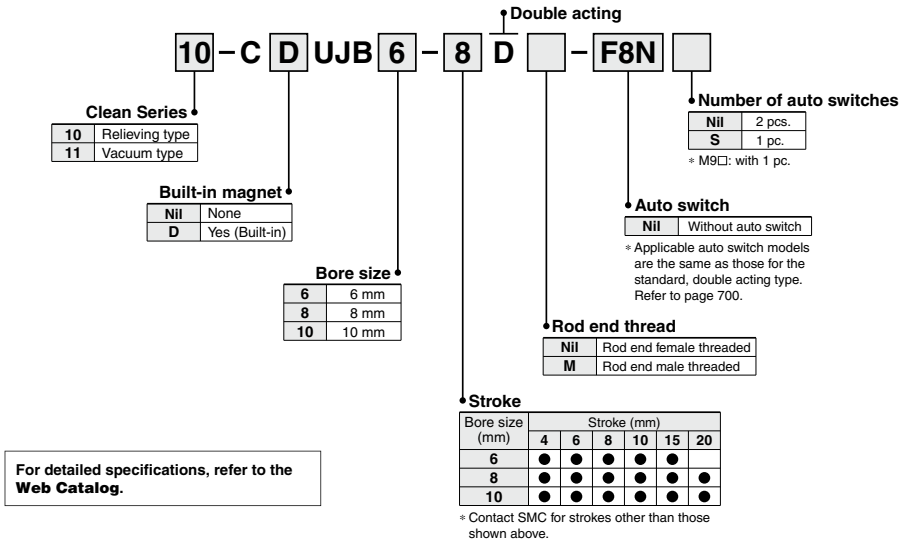 Double acting
10 – C D UJB 6 – 8 D – F8N
Clean Series
10 Relieving type
11 Vacuum type
Built-in magnet
Nil None
D Yes (Built-in)
Bore size
6 6 mm
8 8 mm
10 10 mm
Number of auto switches
Nil 2 pcs.
S 1 pc.
* M9□: with 1 pc.
Auto switch
Nil Without auto switch
* Applicable auto switch models
are the same as those for the
standard, double acting type.
Refer to page 700.
Rod end thread
Nil Rod end female threaded
M Rod end male threaded
Stroke
Bore size
(mm)
Stroke (mm)
4 6 8 10 15 20
6 ● ● ● ● ●
8 ● ● ● ● ● ●
10 ● ● ● ● ● ●
* Contact SMC for strokes other than those
shown above.
For detailed specifications, refer to the
Web Catalog.